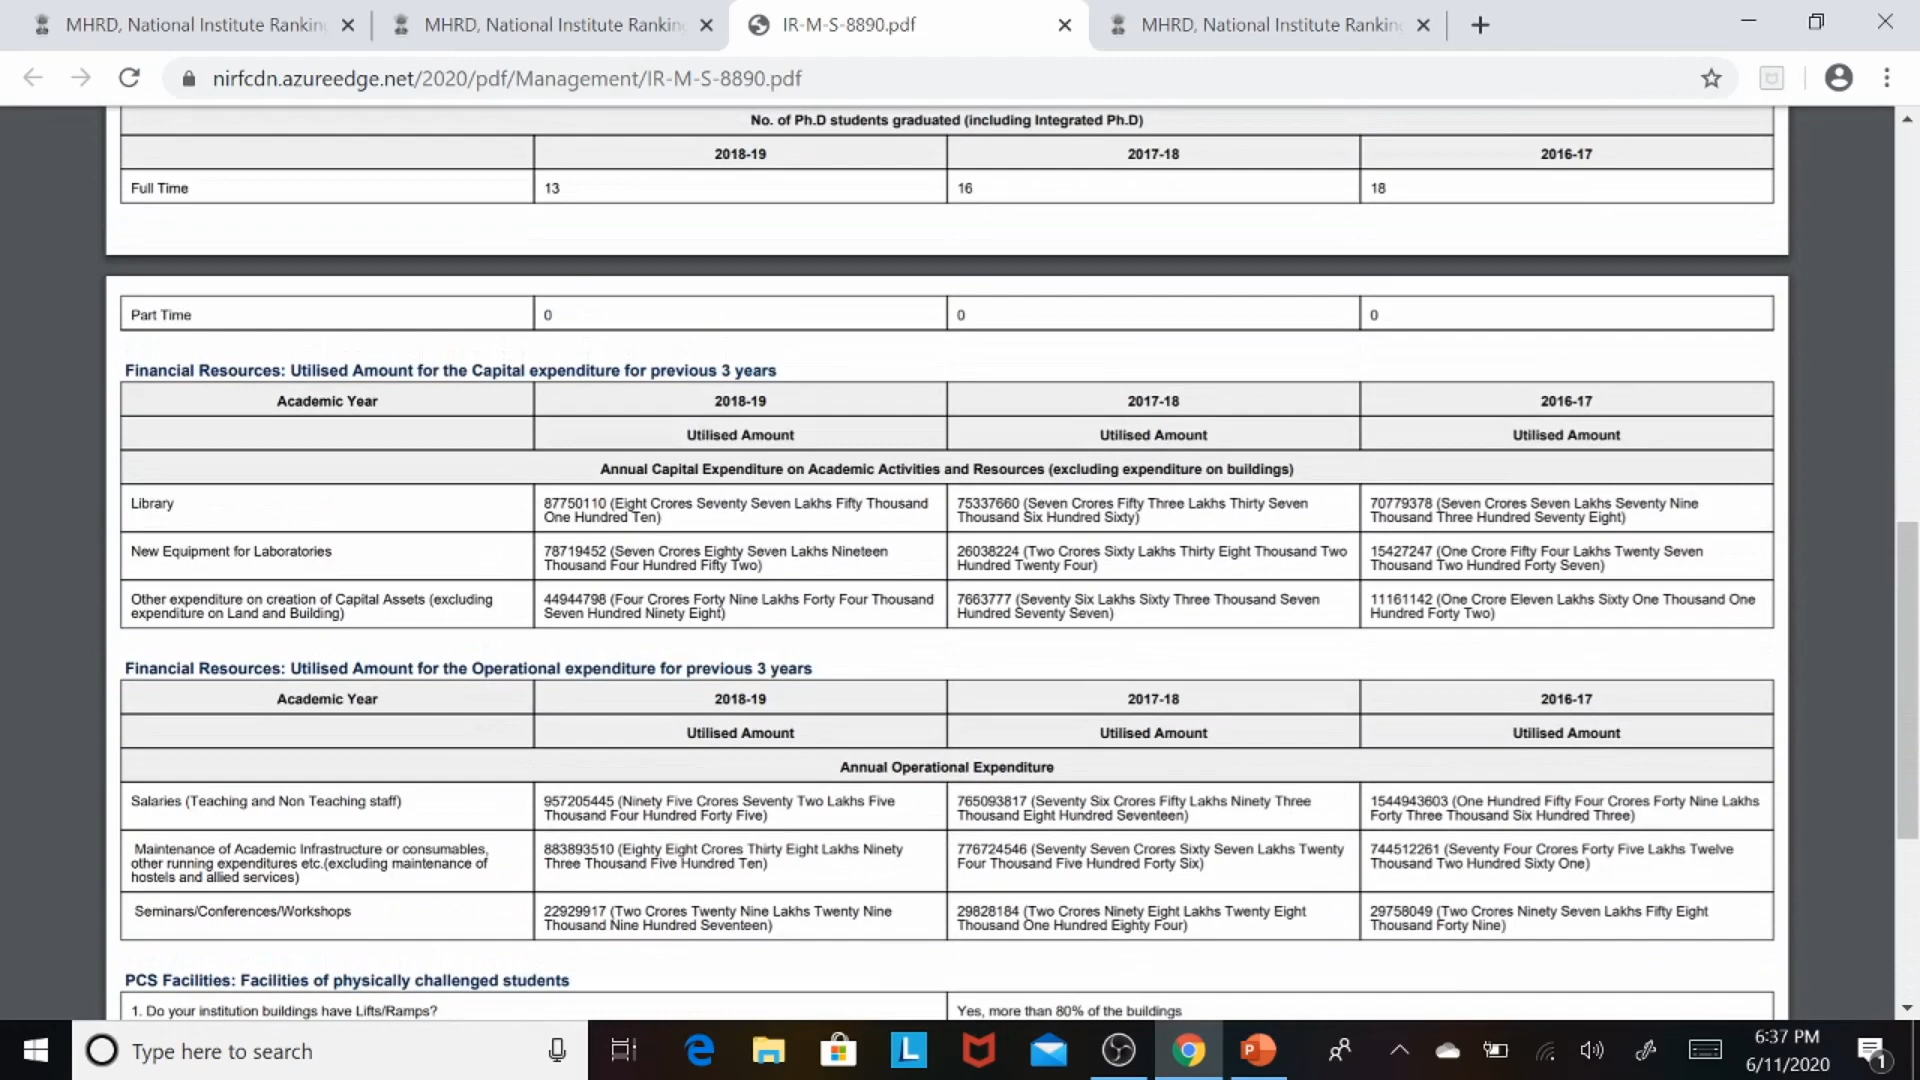 MHRD, National Institute Rankin
MHRD, National Institute Rankin
IR-M-S-8890.pdf
MHRD, National Institute Rankin
nirfcdn.azureedge.net/2020/pdf/Management/IR-M-S-8890.pdf
No. of Ph.D students graduated (including Integrated Ph.D)
2018-19 2017-18 2016-17
Full Time 13 16 18
Part Time 0 0 0
Financial Resources: Utilised Amount for the Capital expenditure for previous 3 years
Academic Year 2018-19 2017-18 2016-17
Utilised Amount Utilised Amount Utilised Amount
Annual Capital Expenditure on Academic Activities and Resources (excluding expenditure on buildings)
Library 87750110 (Eight Crores Seventy Seven Lakhs Fifty Thousand 75337660 (Seven Crores Fifty Three Lakhs Thirty Seven 70779378 (Seven Crores Seven Lakhs Seventy Nine
One Hundred Ten) Thousand Six Hundred Sixty) Thousand Three Hundred Seventy Eight)
New Equipment for Laboratories 78719452 (Seven Crores Eighty Seven Lakhs Nineteen 26038224 (Two Crores Sixty Lakhs Thirty Eight Thousand Two 15427247 (One Crore Fifty Four Lakhs Twenty Seven
Thousand Four Hundred Fifty Two) Hundred Twenty Four) Thousand Two Hundred Forty Seven)
Other expenditure on creation of Capital Assets (excluding 44944798 (Four Crores Forty Nine Lakhs Forty Four Thousand 7663777 (Seventy Six Lakhs Sixty Three Thousand Seven 11161142 (One Crore Eleven Lakhs Sixty One Thousand One
expenditure on Land and Building) Seven Hundred Ninety Eight) Hundred Seventy Seven) Hundred Forty Two)
Financial Resources: Utilised Amount for the Operational expenditure for previous 3 years
Academic Year 2018-19 2017-18 2016-17
Utilised Amount Utilised Amount Utilised Amount
Annual Operational Expenditure
Salaries (Teaching and Non Teaching staff) 957205445 (Ninety Five Crores Seventy Two Lakhs Five 765093817 (Seventy Six Crores Fifty Lakhs Ninety Three 1544943603 (One Hundred Fifty Four Crores Forty Nine Lakhs
Thousand Four Hundred Forty Five) Thousand Eight Hundred Seventeen) Forty Three Thousand Six Hundred Three)
Maintenance of Academic Infrastructure or consumables, 883893510 (Eighty Eight Crores Thirty Eight Lakhs Ninety 776724546 (Seventy Seven Crores Sixty Seven Lakhs Twenty 744512261 (Seventy Four Crores Forty Five Lakhs Twelve
other running expenditures etc.(excluding maintenance of Three Thousand Five Hundred Ten) Four Thousand Five Hundred Forty Six) Thousand Two Hundred Sixty One)
hostels and allied services)
Seminars/Conferences/Workshops 22929917 (Two Crores Twenty Nine Lakhs Twenty Nine 29828184 (Two Crores Ninety Eight Lakhs Twenty Eight 29758049 (Two Crores Ninety Seven Lakhs Fifty Eight
Thousand Nine Hundred Seventeen) Thousand One Hundred Eighty Four) Thousand Forty Nine)
PCS Facilities: Facilities of physically challenged students
1. Do your institution buildings have Lifts/Ramps? Yes, more than 80% of the buildings
Type here to search
L
P
6:37 PM
6/11/2020
1